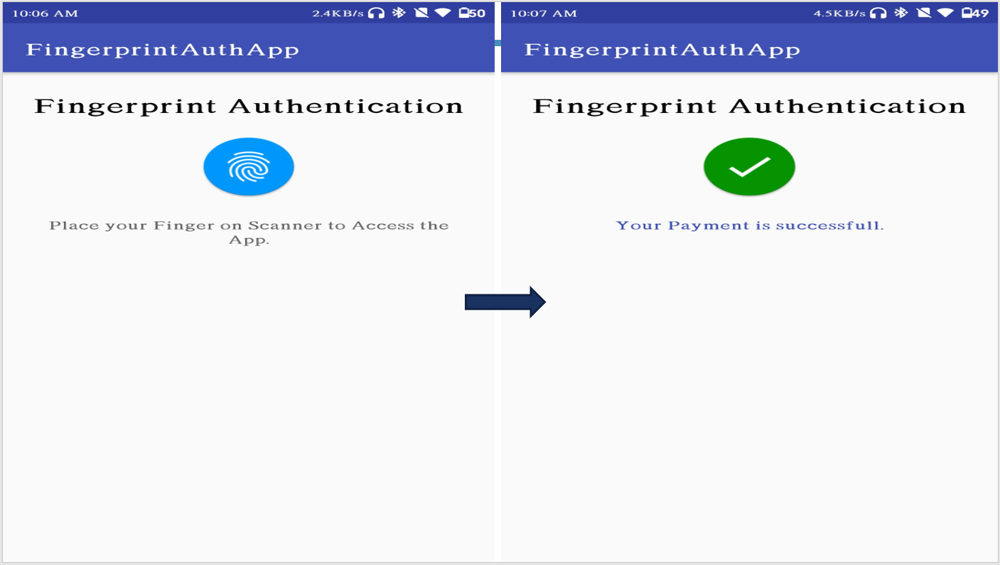 10:06 AM 2.4KB/s 50
FingerprintAuthApp
Fingerprint Authentication
Place your Finger on Scanner to Access the
App.
10:07 AM 4.5KB/s 49
FingerprintAuthApp
Fingerprint Authentication
Your Payment is successfull.